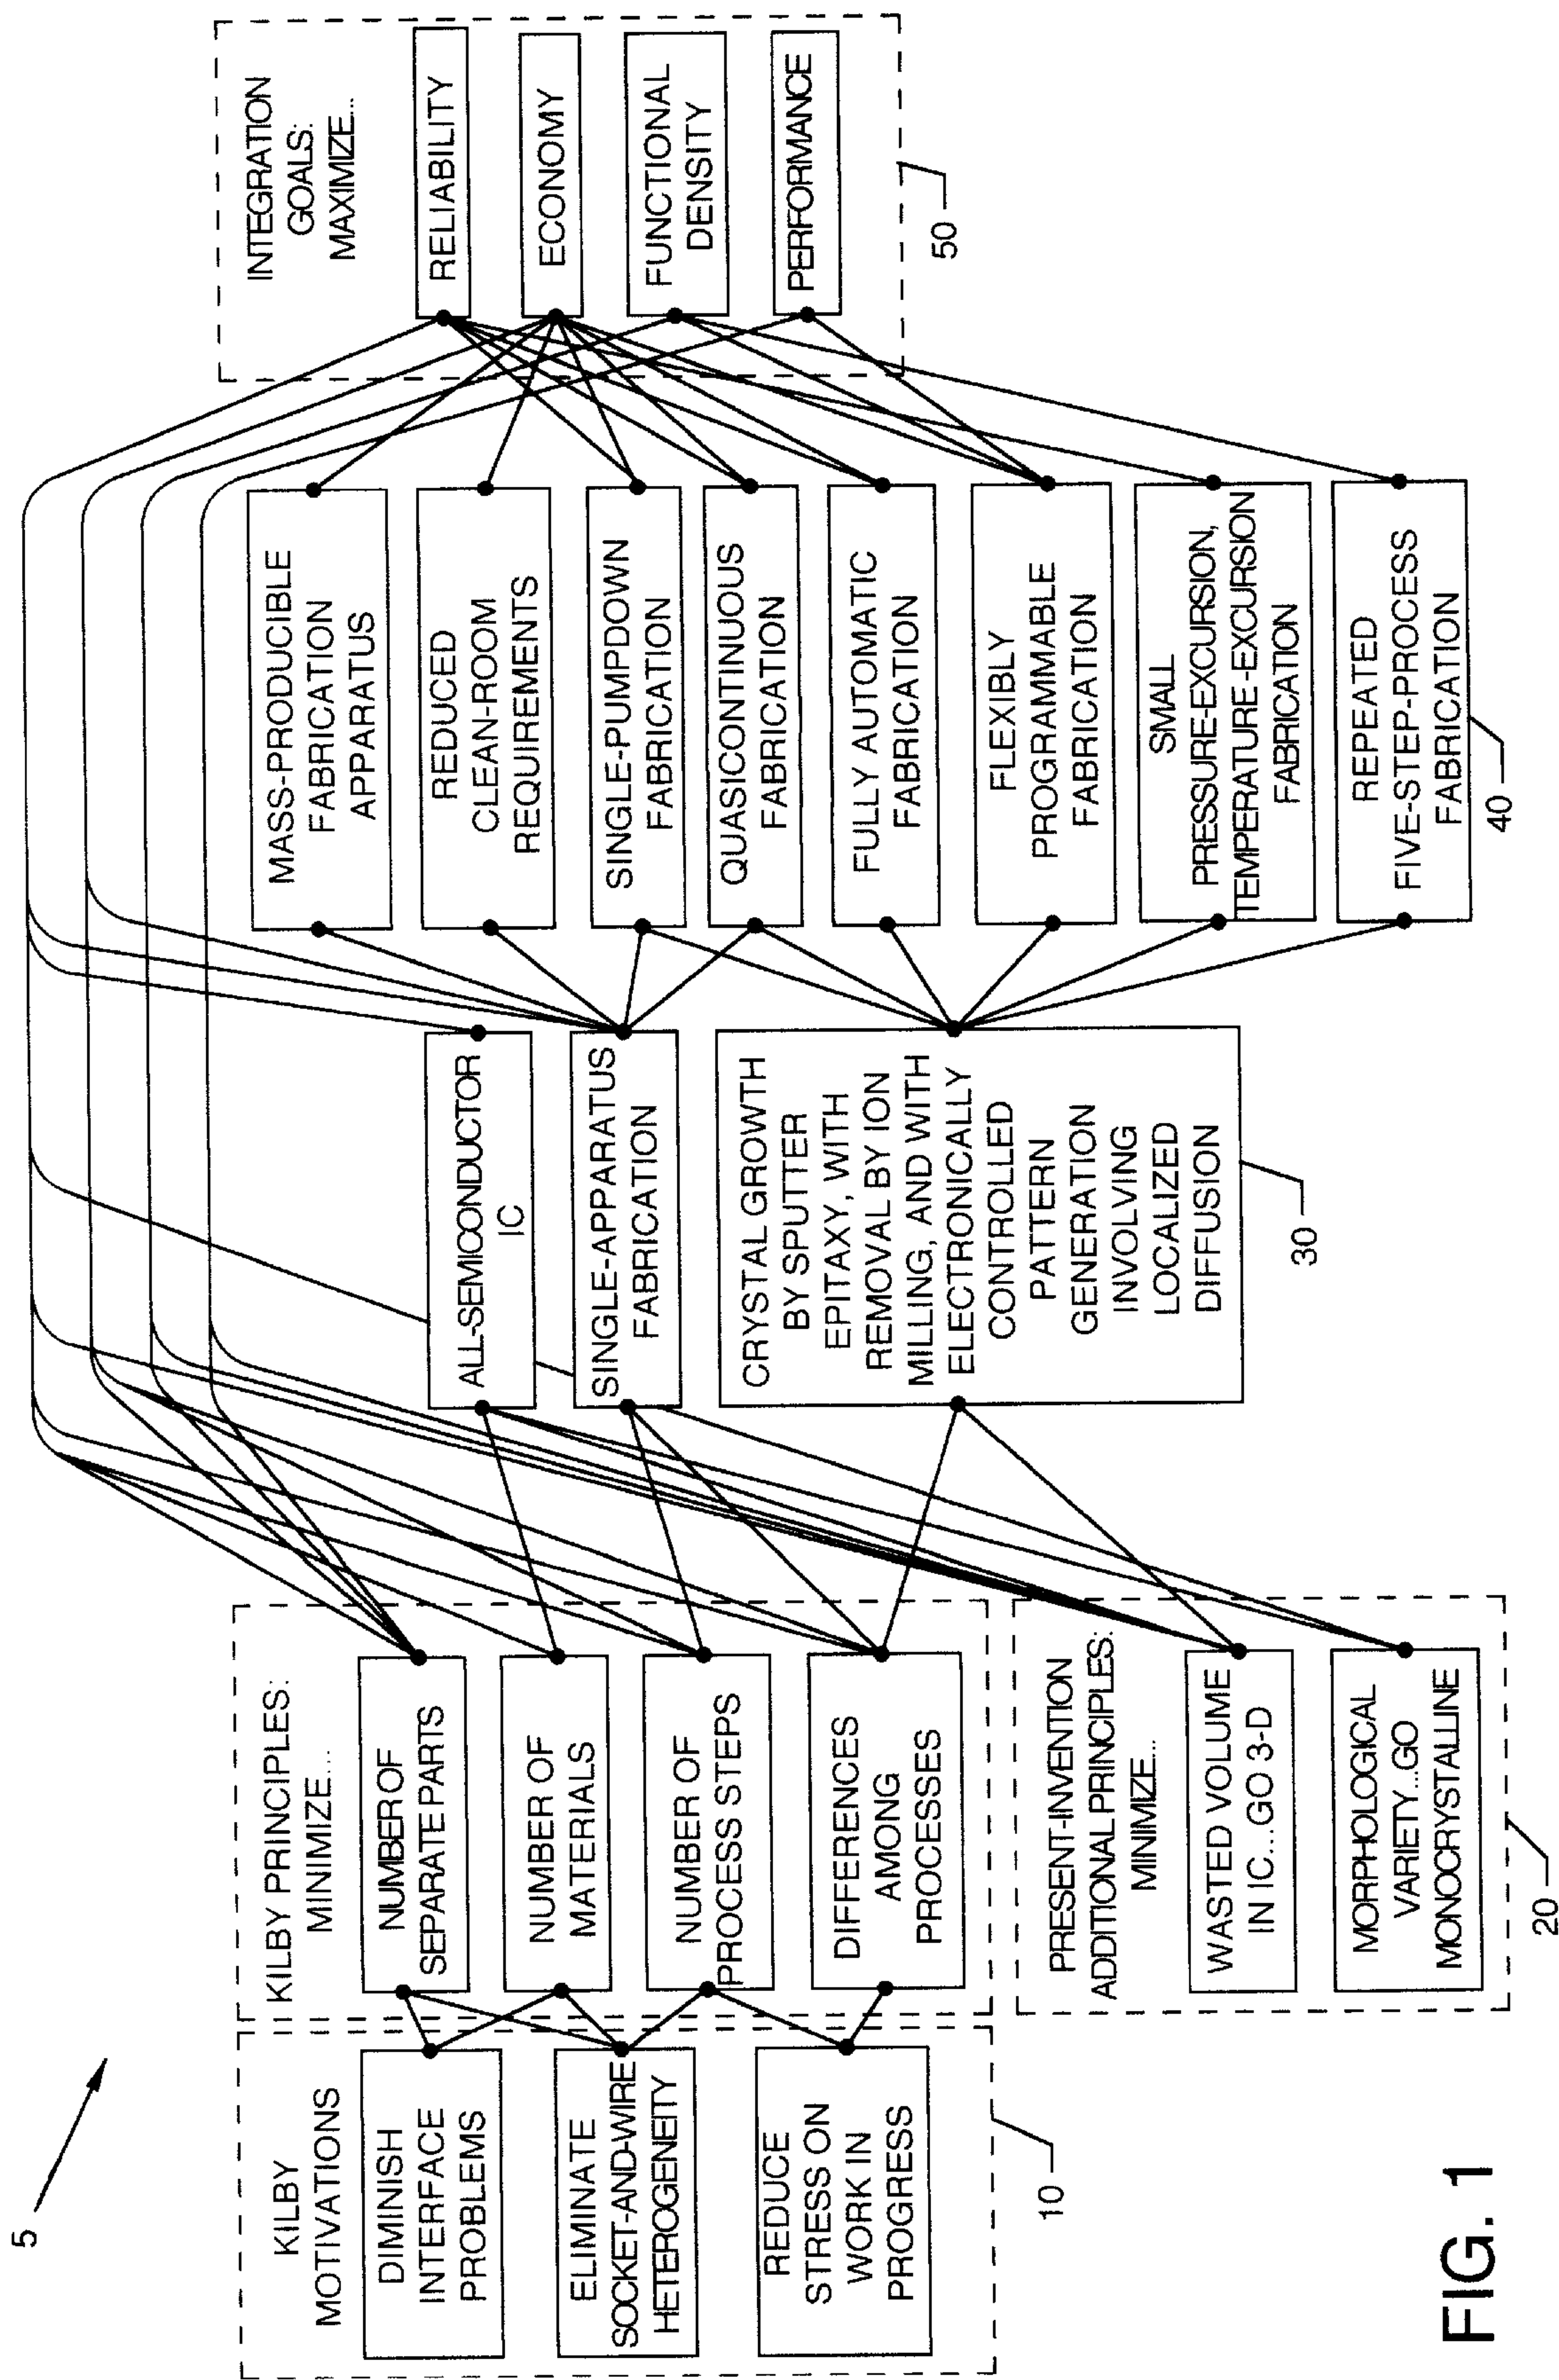 5
KILBY
MOTIVATIONS
DIMINISH
INTERFACE
PROBLEMS
ELIMINATE
SOCKET-AND-WIRE
HETEROGENEITY
REDUCE
STRESS ON
WORK IN
PROGRESS
10
KILBY PRINCIPLES:
MINIMIZE...
NUMBER OF
SEPARATE PARTS
NUMBER OF
MATERIALS
NUMBER OF
PROCESS STEPS
DIFFERENCES
AMONG
PROCESSES
PRESENT-INVENTION
ADDITIONAL PRINCIPLES:
MINIMIZE...
WASTED VOLUME
IN IC...GO 3-D
MORPHOLOGICAL
VARIETY...GO
MONOCRYSTALLINE
20
ALL-SEMICONDUCTOR
IC
SINGLE-APPARATUS
FABRICATION
CRYSTAL GROWTH
BY SPUTTER
EPITAXY, WITH
REMOVAL BY ION
MILLING, AND WITH
ELECTRONICALLY
CONTROLLED
PATTERN
GENERATION
INVOLVING
LOCALIZED
DIFFUSION
30
MASS-PRODUCIBLE
FABRICATION
APPARATUS
REDUCED
CLEAN-ROOM
REQUIREMENTS
SINGLE-PUMPDOWN
FABRICATION
QUASICONTINUOUS
FABRICATION
FULLY AUTOMATIC
FABRICATION
FLEXIBLY
PROGRAMMABLE
FABRICATION
SMALL
PRESSURE-EXCURSION,
TEMPERATURE-EXCURSION
FABRICATION
REPEATED
FIVE-STEP-PROCESS
FABRICATION
40
INTEGRATION
GOALS:
MAXIMIZE...
RELIABILITY
ECONOMY
FUNCTIONAL
DENSITY
PERFORMANCE
50
FIG. 1